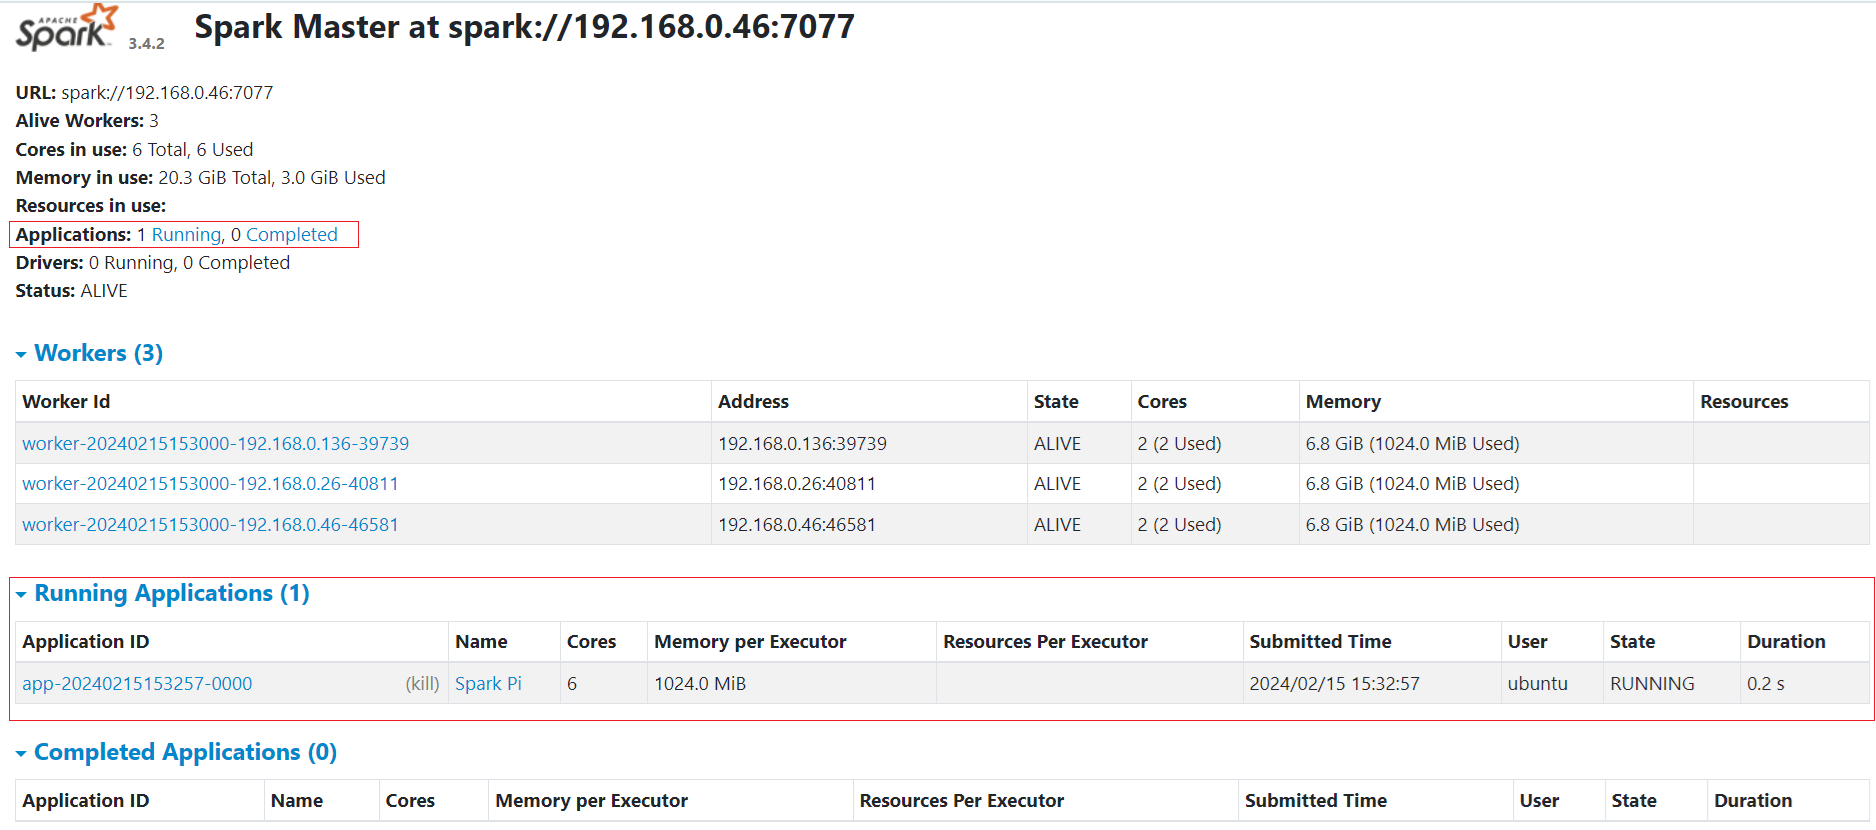 APACHE
Spark 3.4.2 Spark Master at spark://192.168.0.46:7077
URL: spark://192.168.0.46:7077
Alive Workers: 3
Cores in use: 6 Total, 6 Used
Memory in use: 20.3 GiB Total, 3.0 GiB Used
Resources in use:
Applications: 1 Running, 0 Completed
Drivers: 0 Running, 0 Completed
Status: ALIVE
Workers (3)
Worker Id Address State Cores Memory Resources
worker-20240215153000-192.168.0.136-39739 192.168.0.136:39739 ALIVE 2 (2 Used) 6.8 GiB (1024.0 MiB Used)
worker-20240215153000-192.168.0.26-40811 192.168.0.26:40811 ALIVE 2 (2 Used) 6.8 GiB (1024.0 MiB Used)
worker-20240215153000-192.168.0.46-46581 192.168.0.46:46581 ALIVE 2 (2 Used) 6.8 GiB (1024.0 MiB Used)
Running Applications (1)
Application ID Name Cores Memory per Executor Resources Per Executor Submitted Time User State Duration
app-20240215153257-0000 (kill) Spark Pi 6 1024.0 MiB 2024/02/15 15:32:57 ubuntu RUNNING 0.2 s
Completed Applications (0)
Application ID Name Cores Memory per Executor Resources Per Executor Submitted Time User State Duration